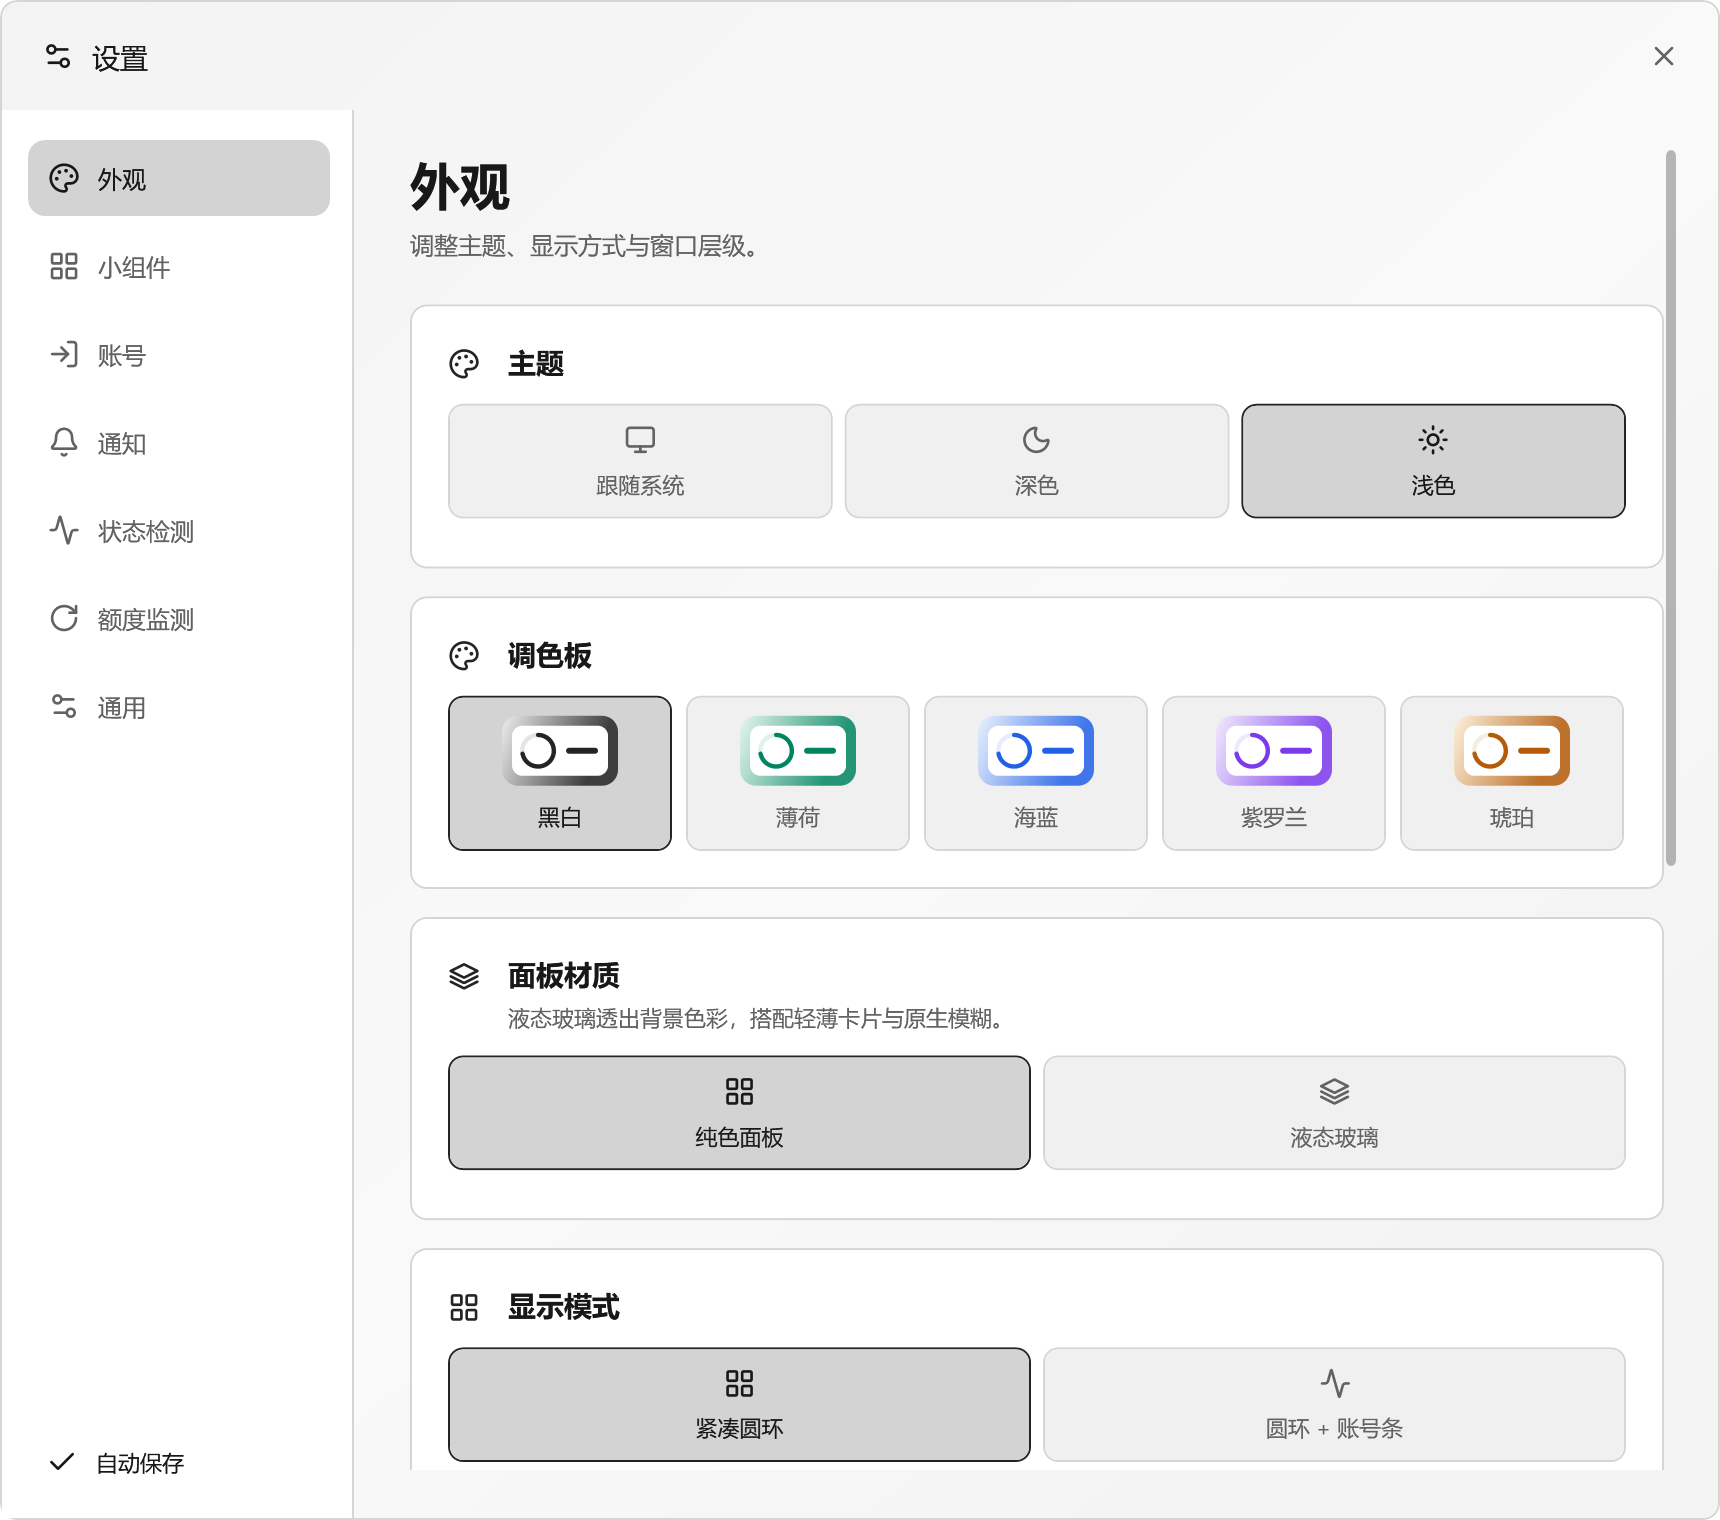 设置
外观
小组件
账号
通知
状态检测
额度监测
通用
自动保存
外观
调整主题、显示方式与窗口层级。
主题
跟随系统
深色
浅色
调色板
黑白
薄荷
海蓝
紫罗兰
琥珀
面板材质
液态玻璃透出背景色彩，搭配轻薄卡片与原生模糊。
纯色面板
液态玻璃
显示模式
紧凑圆环
圆环 + 账号条